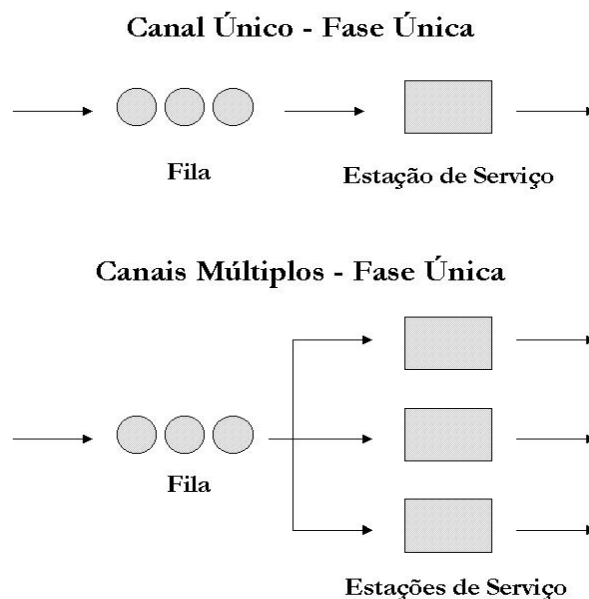 Canal Único - Fase Única
Fila
Estação de Serviço
Canais Múltiplos - Fase Única
Fila
Estações de Serviço